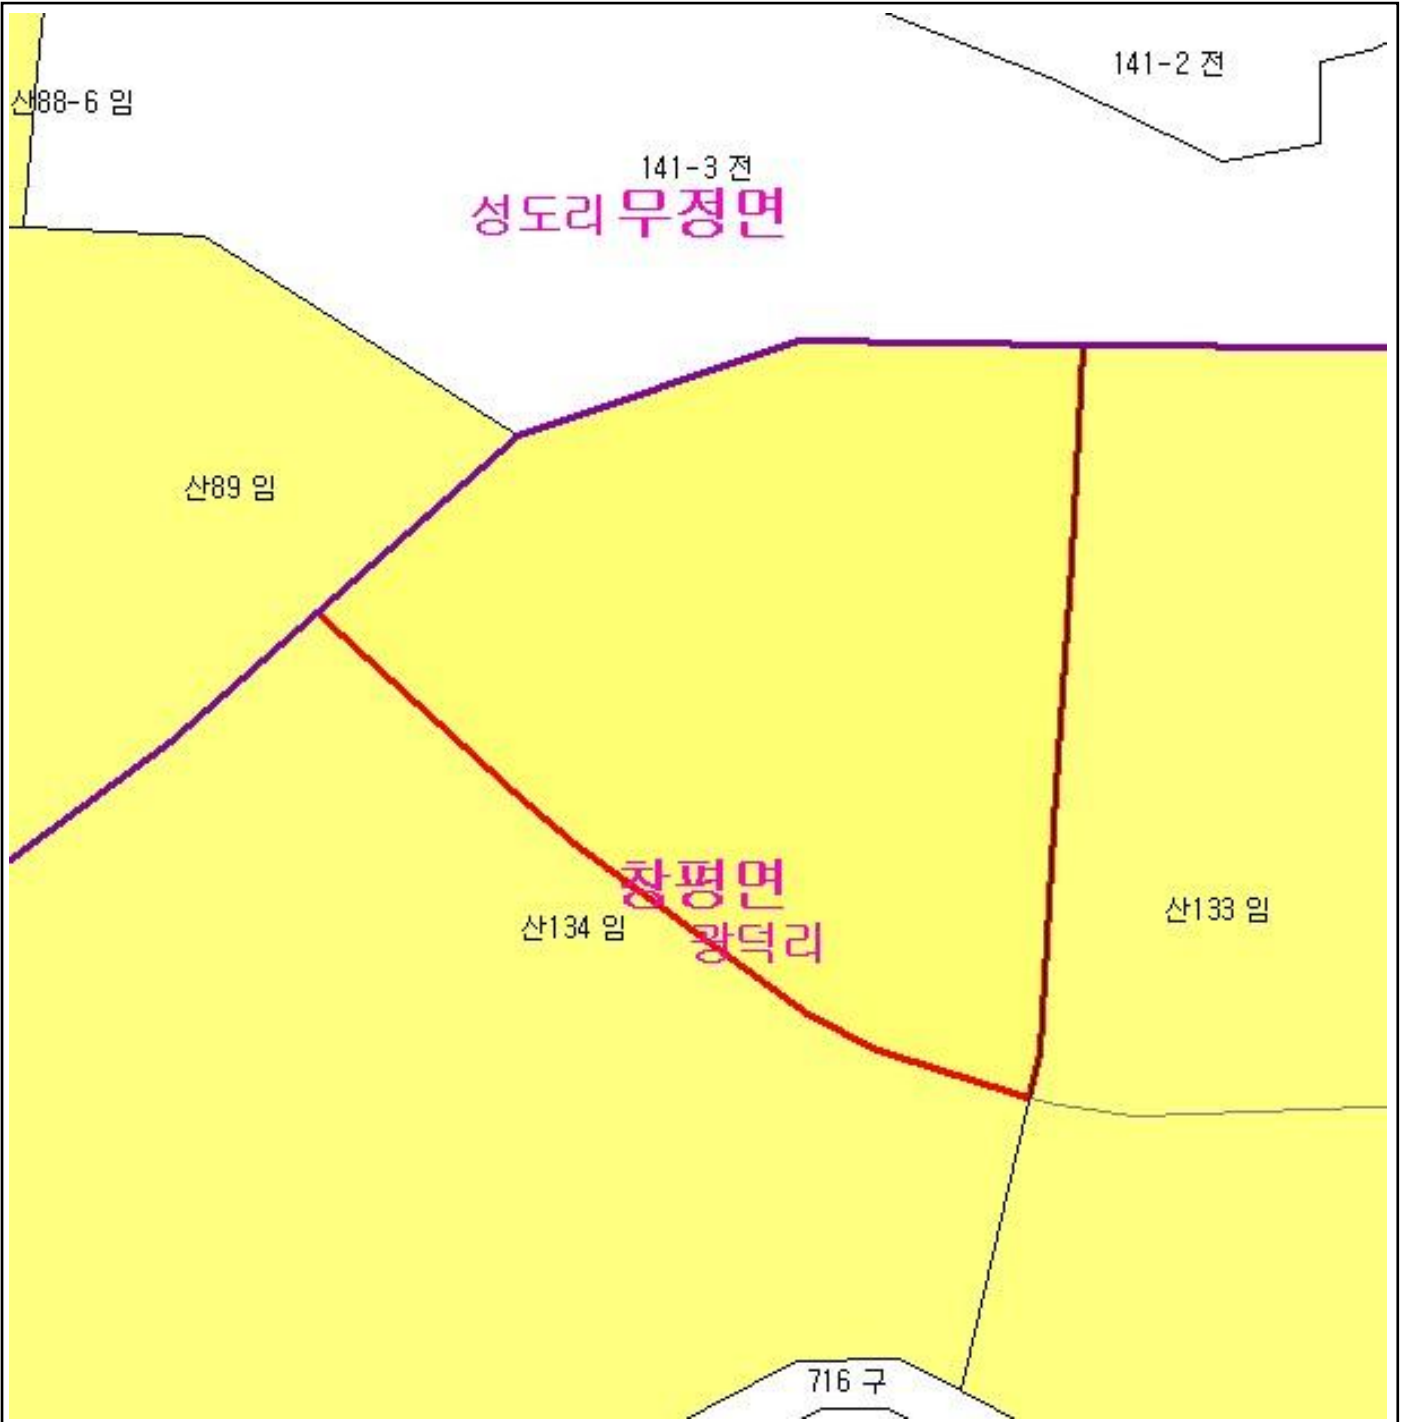 141-2 전
산88-6 임
141-3 전
성도리 무정면
산89 임
창평면
산133 임
산134 임
광덕리
716 구